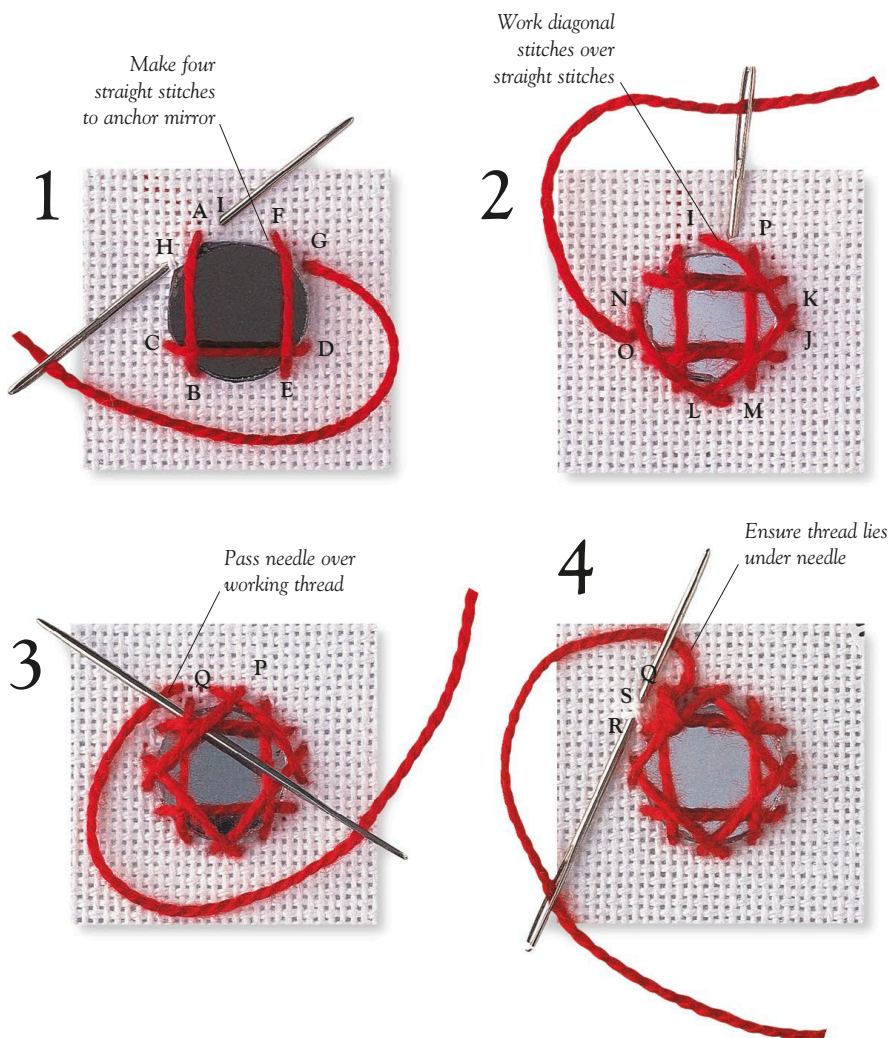 Make four
straight stitches
to anchor mirror
1
A I F
H G
C D
B E
Work diagonal
stitches over
straight stitches
2
I P
N K
O J
L M
Pass needle over
working thread
3
Q P
Ensure thread lies
under needle
4
Q
S
R